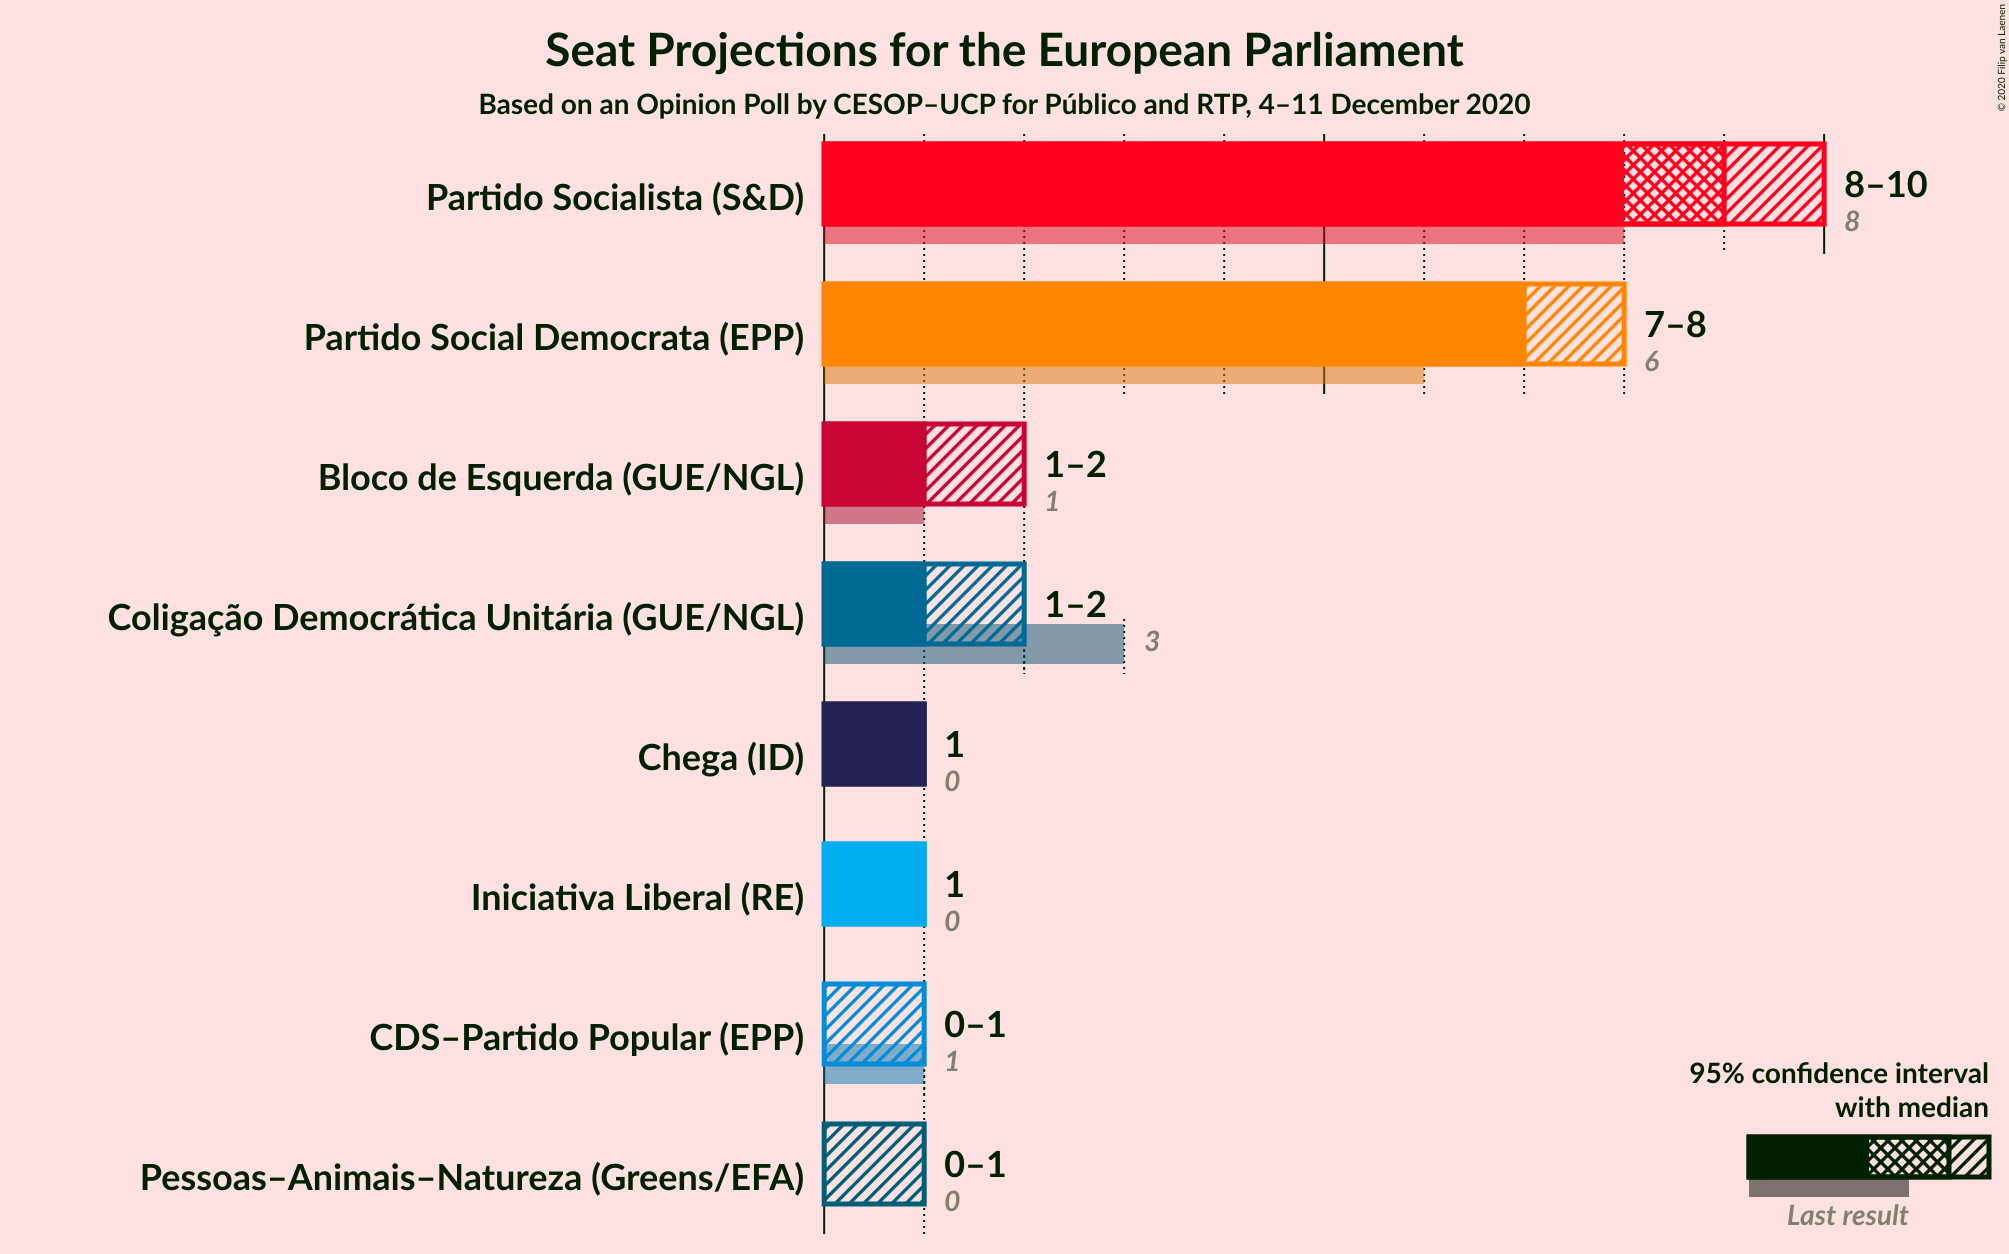 Seat Projections for the European Parliament
Based on an Opinion Poll by CESOP–UCP for Público and RTP, 4–11 December 2020
© 2020 Filip van Laenen
Partido Socialista (S&D)
8–10
8
Partido Social Democrata (EPP)
7–8
6
Bloco de Esquerda (GUE/NGL)
1–2
1
Coligação Democrática Unitária (GUE/NGL)
1–2
3
Chega (ID)
1
0
Iniciativa Liberal (RE)
1
0
CDS–Partido Popular (EPP)
0–1
1
Pessoas–Animais–Natureza (Greens/EFA)
0–1
0
95% confidence interval
with median
Last result